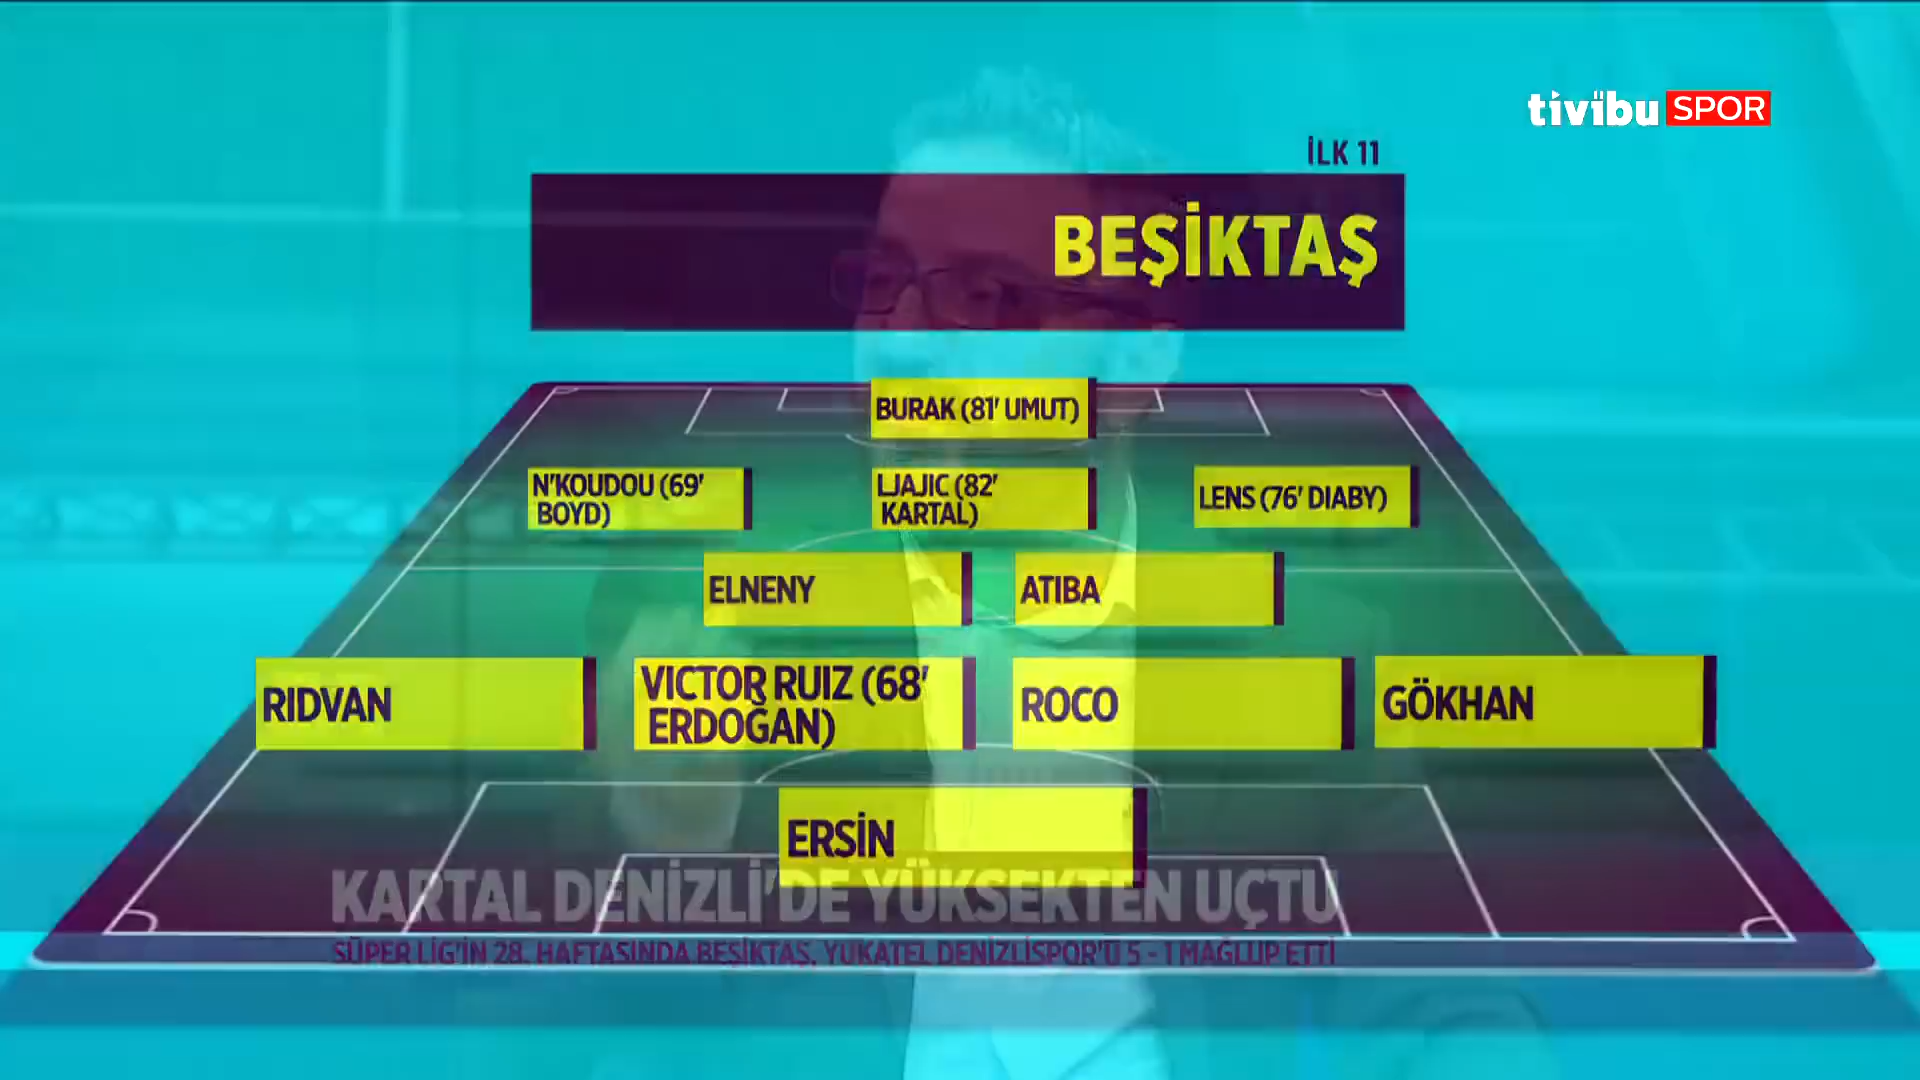 tivibu SPOR
İLK 11
BEŞİKTAŞ
BURAK (81' UMUT)
N'KOUDOU (69'
BOYD)
LJAJIC (82'
KARTAL)
LENS (76' DIABY)
ELNENY
ATIBA
RIDVAN
VICTOR RUIZ (68'
ERDOĞAN)
ROCO
GÖKHAN
ERSİN
KARTAL DENİZLİ'DE YÜKSEKTEN UÇTU
SÜPER LİG'İN 28. HAFTASINDA BEŞİKTAŞ, YUKATEL DENİZLİSPOR'U 5 - 1 MAĞLUP ETTİ